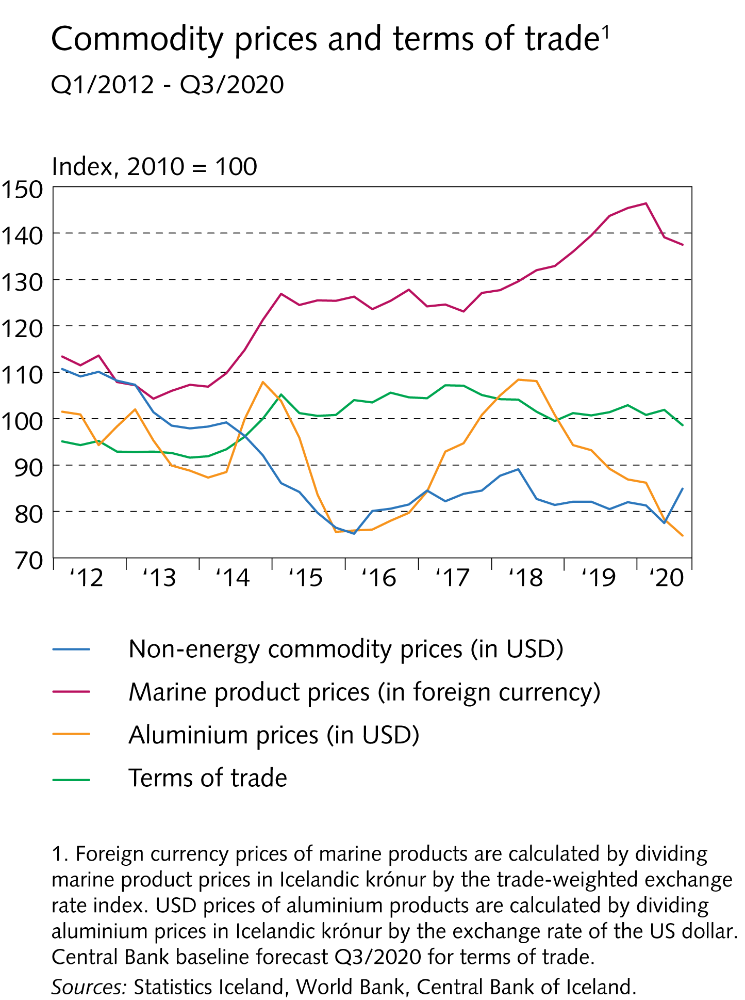 Commodity prices and terms of trade¹
Q1/2012 - Q3/2020
Index, 2010 = 100
150
140
130
120
110
100
90
80
70
‘12 ‘13 ‘14 ‘15 ‘16 ‘17 ‘18 ‘19 ‘20
Non-energy commodity prices (in USD)
Marine product prices (in foreign currency)
Aluminium prices (in USD)
Terms of trade
1. Foreign currency prices of marine products are calculated by dividing
marine product prices in Icelandic krónur by the trade-weighted exchange
rate index. USD prices of aluminium products are calculated by dividing
aluminium prices in Icelandic krónur by the exchange rate of the US dollar.
Central Bank baseline forecast Q3/2020 for terms of trade.
Sources: Statistics Iceland, World Bank, Central Bank of Iceland.